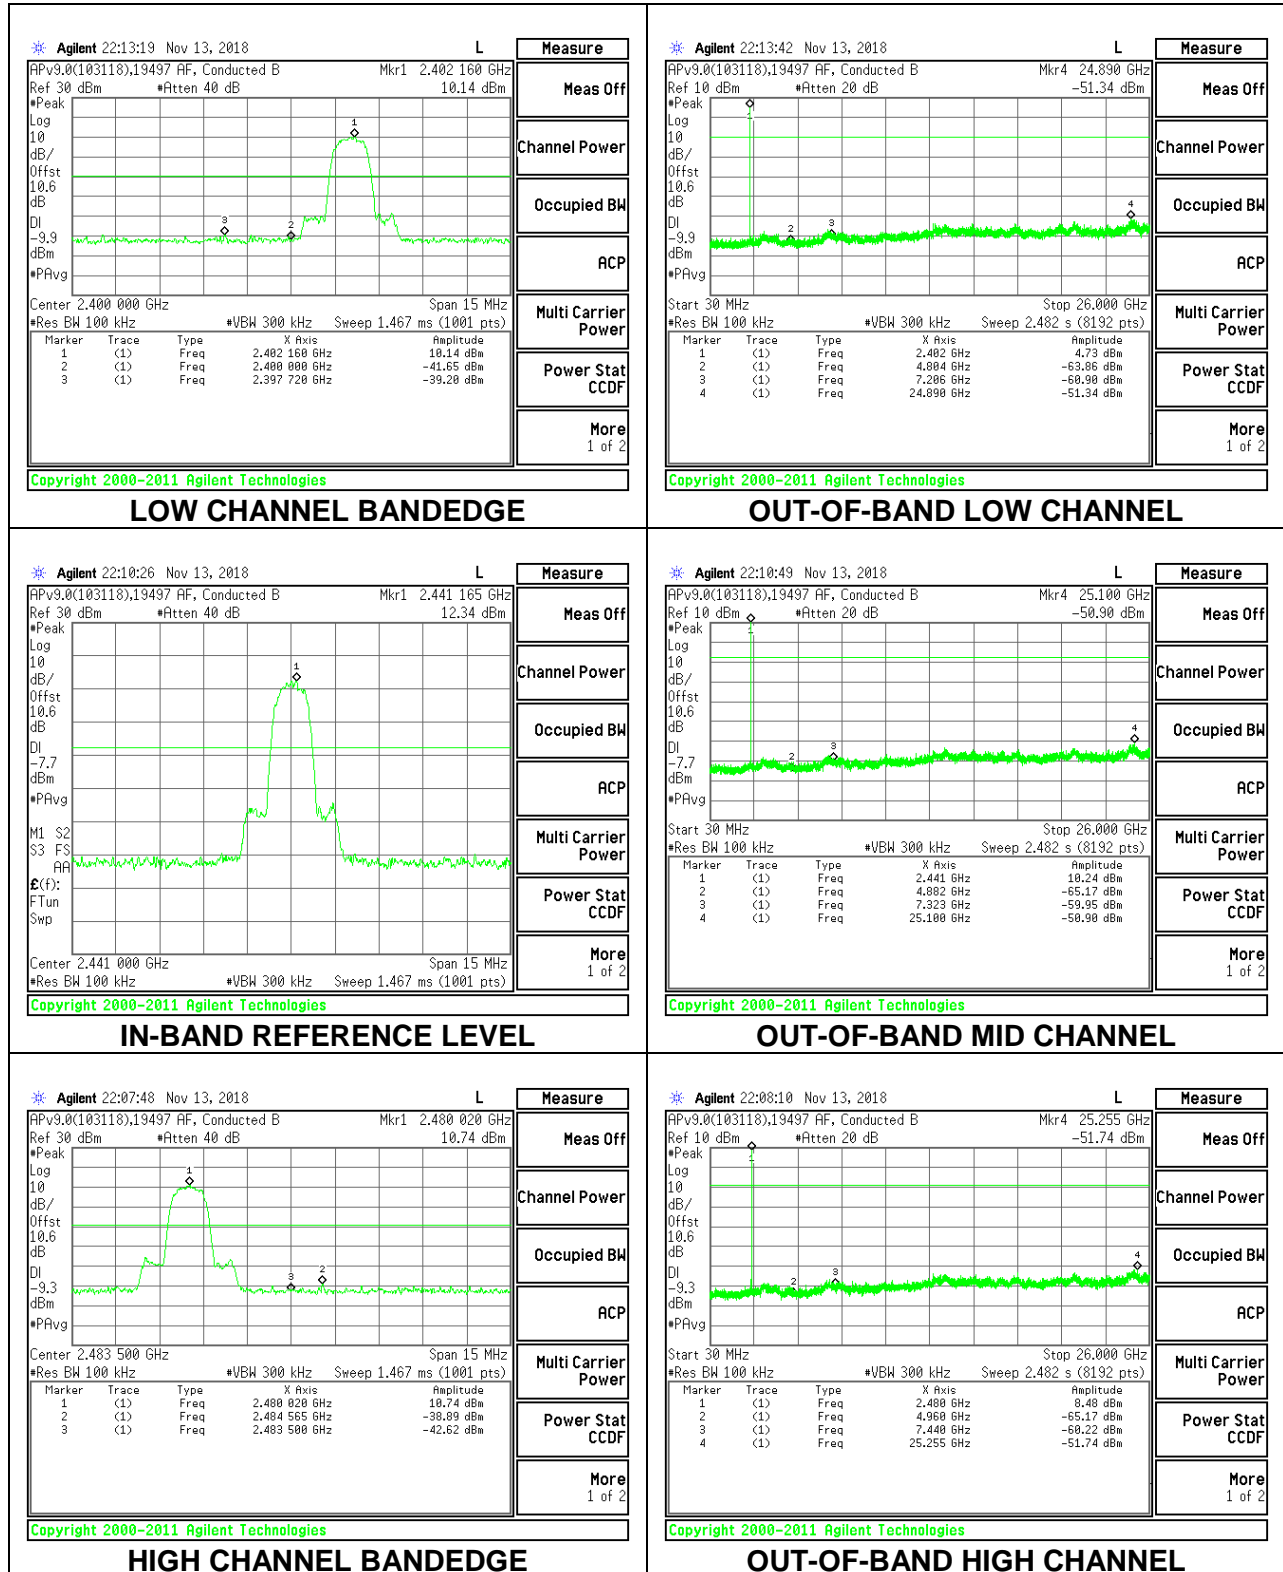 Agilent 22:13:19 Nov 13, 2018 L Measure
APv9.0(103118),19497 AF, Conducted B Mkr1 2.402 160 GHz
Ref 30 dBm #Atten 40 dB 10.14 dBm Meas Off
#Peak
Log
1
10
dB/
Channel Power
Offst
10.6
dB
Occupied BW
DI
3 2
-9.9
dBm
ACP
#PAvg
Center 2.400 000 GHz Span 15 MHz
#Res BW 100 kHz #VBW 300 kHz Sweep 1.467 ms (1001 pts)
Multi Carrier
Power
Marker Trace Type X Axis Amplitude
1 (1) Freq 2.402 160 GHz 10.14 dBm
2 (1) Freq 2.400 000 GHz -41.65 dBm
3 (1) Freq 2.397 720 GHz -39.20 dBm
Power Stat
CCDF
More
1 of 2
Copyright 2000-2011 Agilent Technologies
LOW CHANNEL BANDEDGE
Agilent 22:13:42 Nov 13, 2018 L Measure
APv9.0(103118),19497 AF, Conducted B Mkr4 24.890 GHz
Ref 10 dBm #Atten 20 dB -51.34 dBm Meas Off
#Peak
1
Log
10
dB/
Channel Power
Offst
10.6
dB
Occupied BW
DI
2 3 4
-9.9
dBm
ACP
#PAvg
Start 30 MHz Stop 26.000 GHz
#Res BW 100 kHz #VBW 300 kHz Sweep 2.482 s (8192 pts)
Multi Carrier
Power
Marker Trace Type X Axis Amplitude
1 (1) Freq 2.402 GHz 4.73 dBm
2 (1) Freq 4.804 GHz -63.86 dBm
3 (1) Freq 7.206 GHz -60.90 dBm
4 (1) Freq 24.890 GHz -51.34 dBm
Power Stat
CCDF
More
1 of 2
Copyright 2000-2011 Agilent Technologies
OUT-OF-BAND LOW CHANNEL
Agilent 22:10:26 Nov 13, 2018 L Measure
APv9.0(103118),19497 AF, Conducted B Mkr1 2.441 165 GHz
Ref 30 dBm #Atten 40 dB 12.34 dBm Meas Off
#Peak
Log
10
dB/
1
Channel Power
Offst
10.6
dB
Occupied BW
DI
-7.7
dBm
ACP
#PAvg
M1 S2
S3 FS
AA
Multi Carrier
Power
£(f):
FTun
Swp
Power Stat
CCDF
Center 2.441 000 GHz Span 15 MHz
#Res BW 100 kHz #VBW 300 kHz Sweep 1.467 ms (1001 pts)
More
1 of 2
Copyright 2000-2011 Agilent Technologies
IN-BAND REFERENCE LEVEL
Agilent 22:10:49 Nov 13, 2018 L Measure
APv9.0(103118),19497 AF, Conducted B Mkr4 25.100 GHz
Ref 10 dBm #Atten 20 dB -50.90 dBm Meas Off
#Peak
1
Log
10
dB/
Channel Power
Offst
10.6
dB
Occupied BW
DI
2 3 4
-7.7
dBm
ACP
#PAvg
Start 30 MHz Stop 26.000 GHz
#Res BW 100 kHz #VBW 300 kHz Sweep 2.482 s (8192 pts)
Multi Carrier
Power
Marker Trace Type X Axis Amplitude
1 (1) Freq 2.441 GHz 10.24 dBm
2 (1) Freq 4.882 GHz -65.17 dBm
3 (1) Freq 7.323 GHz -59.95 dBm
4 (1) Freq 25.100 GHz -50.90 dBm
Power Stat
CCDF
More
1 of 2
Copyright 2000-2011 Agilent Technologies
OUT-OF-BAND MID CHANNEL
Agilent 22:07:48 Nov 13, 2018 L Measure
APv9.0(103118),19497 AF, Conducted B Mkr1 2.480 020 GHz
Ref 30 dBm #Atten 40 dB 10.74 dBm Meas Off
#Peak
Log
1
10
dB/
Channel Power
Offst
10.6
dB
Occupied BW
DI
3 2
-9.3
dBm
ACP
#PAvg
Center 2.483 500 GHz Span 15 MHz
#Res BW 100 kHz #VBW 300 kHz Sweep 1.467 ms (1001 pts)
Multi Carrier
Power
Marker Trace Type X Axis Amplitude
1 (1) Freq 2.480 020 GHz 10.74 dBm
2 (1) Freq 2.484 565 GHz -38.89 dBm
3 (1) Freq 2.483 500 GHz -42.62 dBm
Power Stat
CCDF
More
1 of 2
Copyright 2000-2011 Agilent Technologies
HIGH CHANNEL BANDEDGE
Agilent 22:08:10 Nov 13, 2018 L Measure
APv9.0(103118),19497 AF, Conducted B Mkr4 25.255 GHz
Ref 10 dBm #Atten 20 dB -51.74 dBm Meas Off
#Peak
1
Log
10
dB/
Channel Power
Offst
10.6
dB
Occupied BW
DI
2 3 4
-9.3
dBm
ACP
#PAvg
Start 30 MHz Stop 26.000 GHz
#Res BW 100 kHz #VBW 300 kHz Sweep 2.482 s (8192 pts)
Multi Carrier
Power
Marker Trace Type X Axis Amplitude
1 (1) Freq 2.480 GHz 8.48 dBm
2 (1) Freq 4.960 GHz -65.17 dBm
3 (1) Freq 7.440 GHz -60.22 dBm
4 (1) Freq 25.255 GHz -51.74 dBm
Power Stat
CCDF
More
1 of 2
Copyright 2000-2011 Agilent Technologies
OUT-OF-BAND HIGH CHANNEL